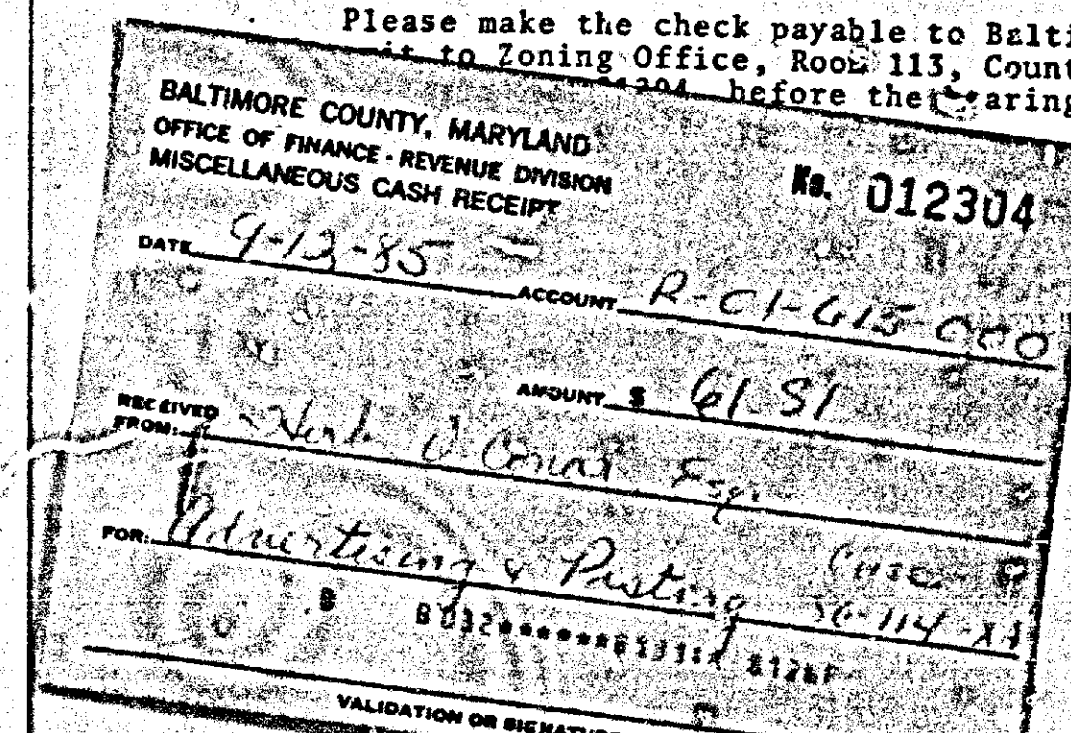 Please make the check payable to Balti
it to Zoning Office, Room 113, Count
before the
BALTIMORE COUNTY, MARYLAND
OFFICE OF FINANCE - REVENUE DIVISION
MISCELLANEOUS CASH RECEIPT
No. 012304
DATE 9-13-85
ACCOUNT R-01-615-000
AMOUNT $ 61.51
RECEIVED
FROM: Esq.
FOR: Advertising & Posting Case
VALIDATION OR SIGNATURE